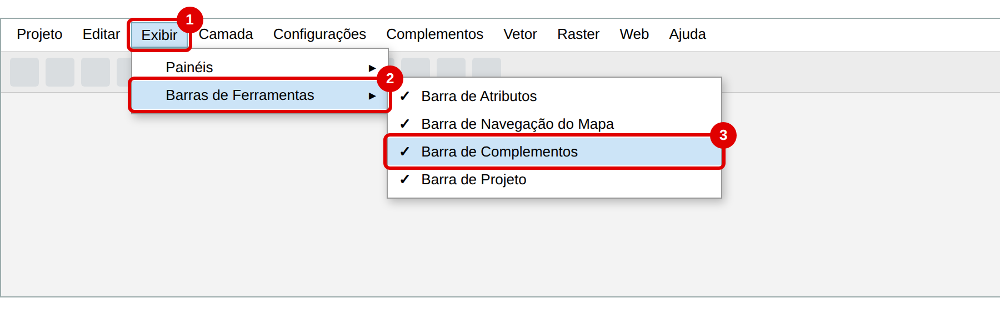 Projeto Editar Exibir 1 Camada Configurações Complementos Vetor Raster Web Ajuda
Painéis ▶
2
Barras de Ferramentas ▶
✓ Barra de Atributos
✓ Barra de Navegação do Mapa
3
✓ Barra de Complementos
✓ Barra de Projeto